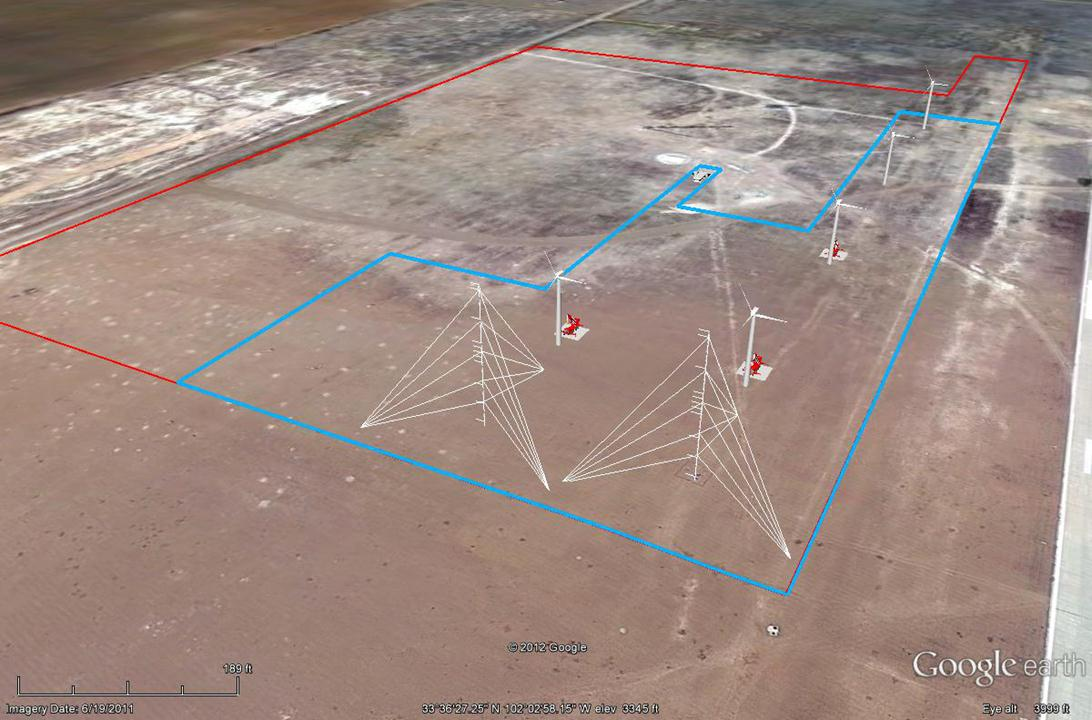 © 2012 Google
Google earth
189 ft
Imagery Date: 6/19/2011
33°36'27.25" N 102°02'58.15" W elev 3345 ft
Eye alt 3999 ft